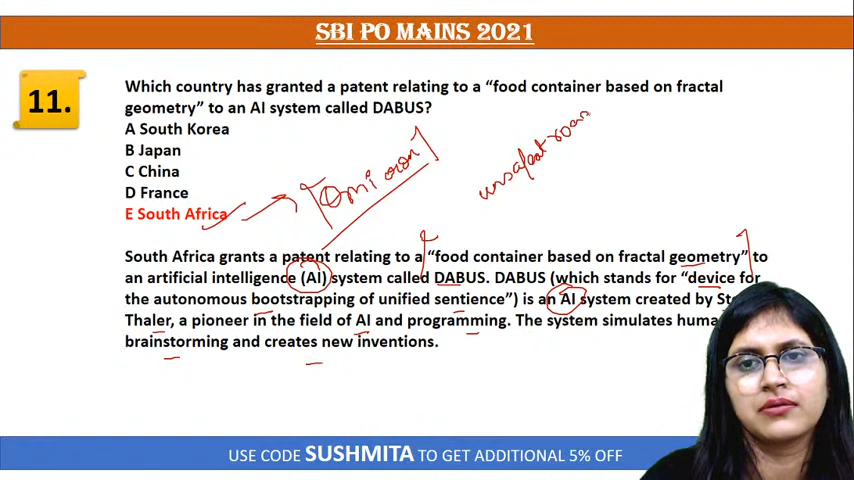 SBI PO MAINS 2021
11.
Which country has granted a patent relating to a “food container based on fractal
geometry” to an AI system called DABUS?
A South Korea
B Japan
C China
D France
E South Africa
[Omicron]
South Africa grants a patent relating to a “food container based on fractal geometry” to
an artificial intelligence (AI) system called DABUS. DABUS (which stands for “device for
the autonomous bootstrapping of unified sentience”) is an AI system created by
Thaler, a pioneer in the field of AI and programming. The system simulates
brainstorming and creates new inventions.
USE CODE SUSHMITA TO GET ADDITIONAL 5% OFF